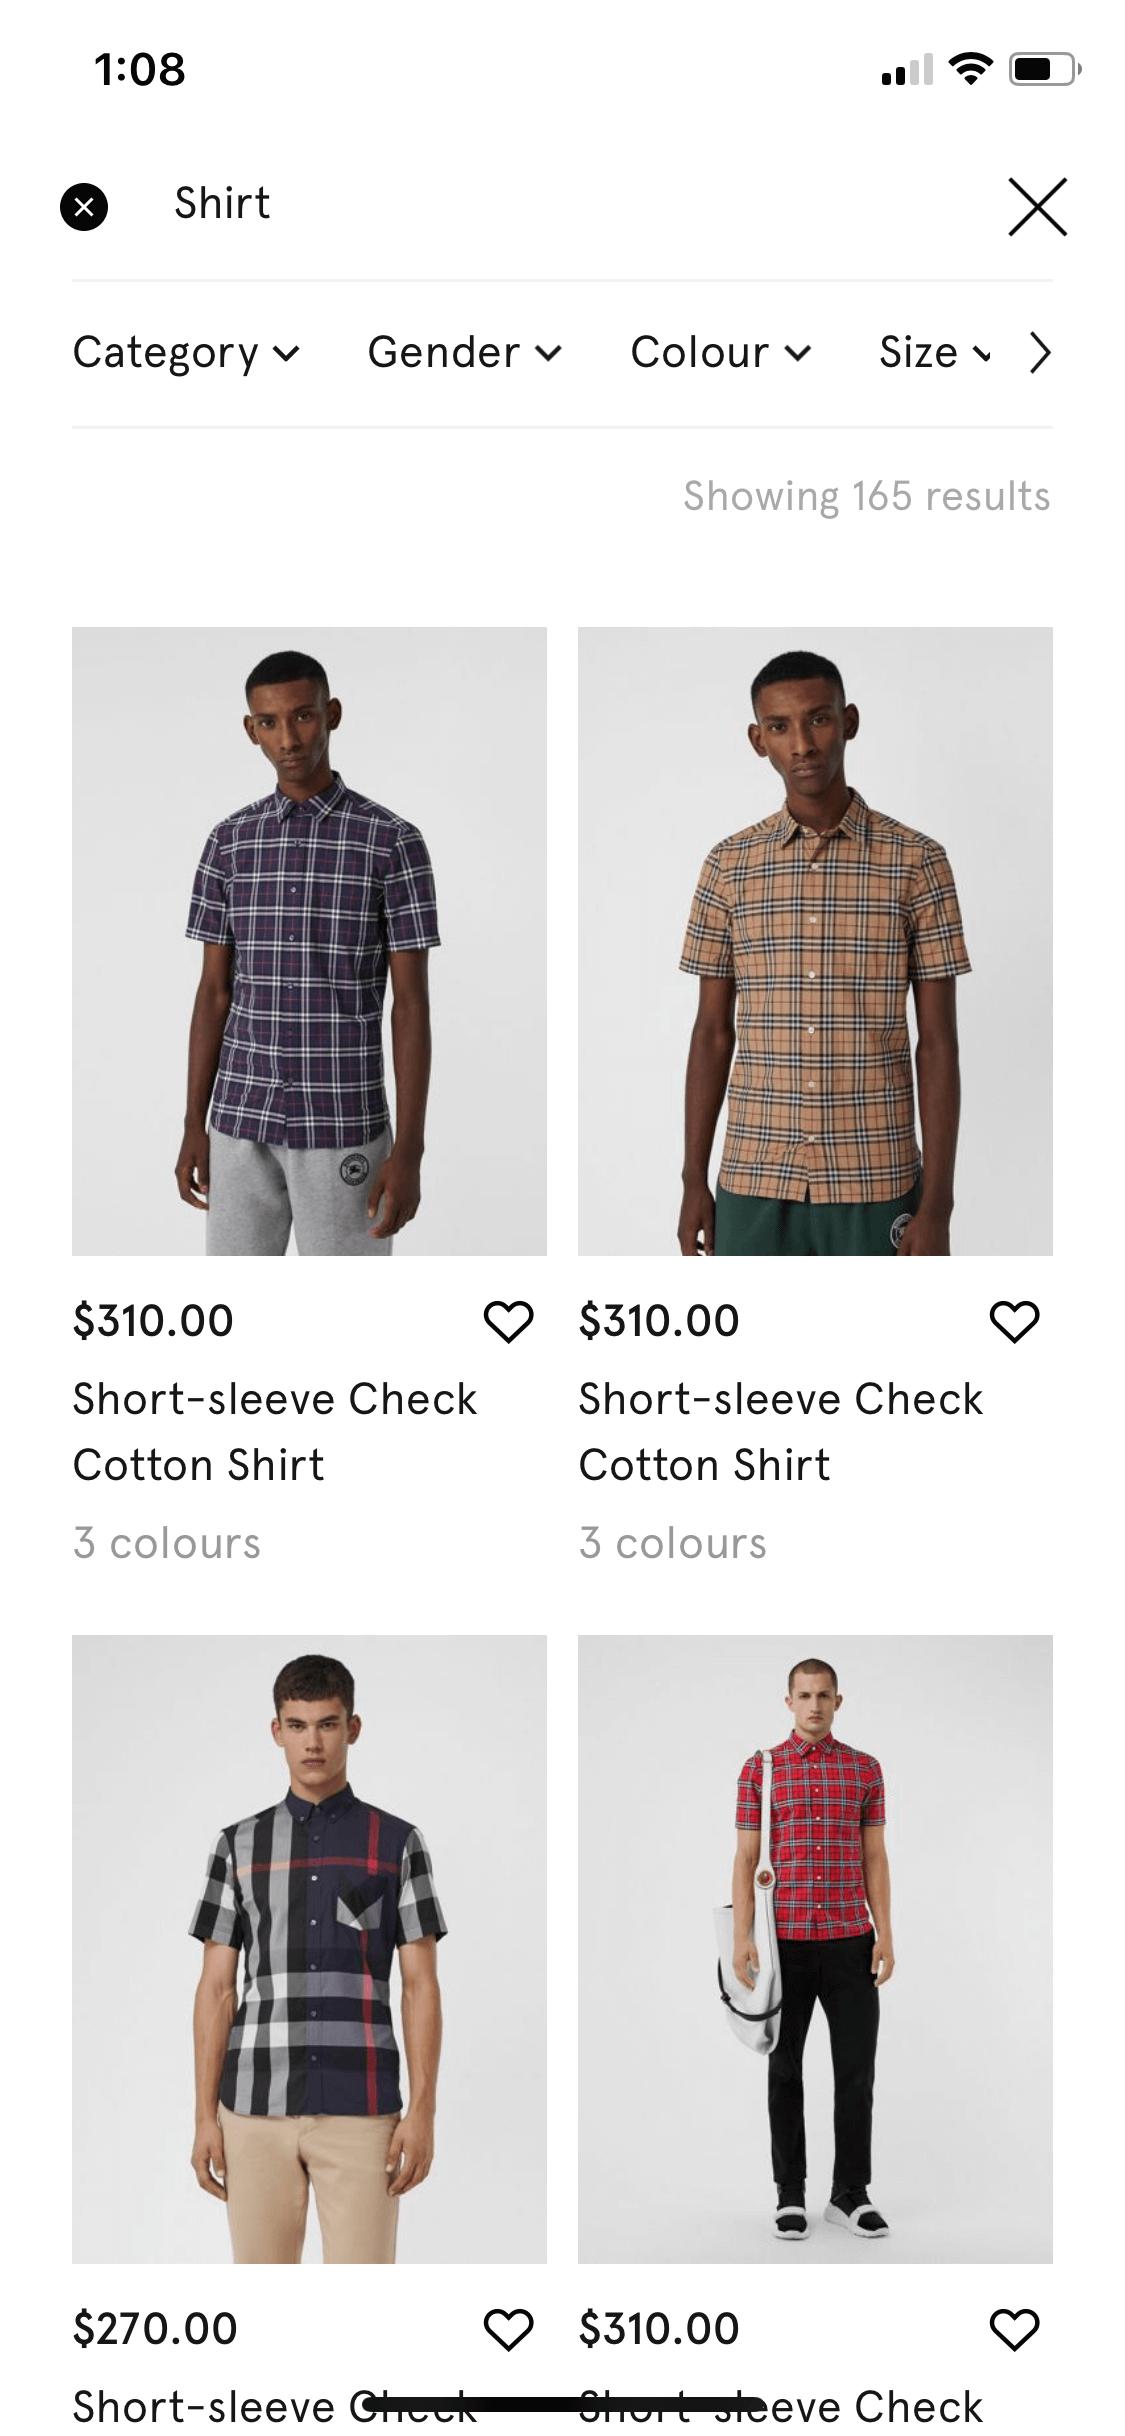 1:08
Shirt
Category Gender Colour Size
Showing 165 results
$310.00
Short-sleeve Check
Cotton Shirt
3 colours
$310.00
Short-sleeve Check
Cotton Shirt
3 colours
$270.00
Short-sleeve Check
$310.00
Short-sleeve Check